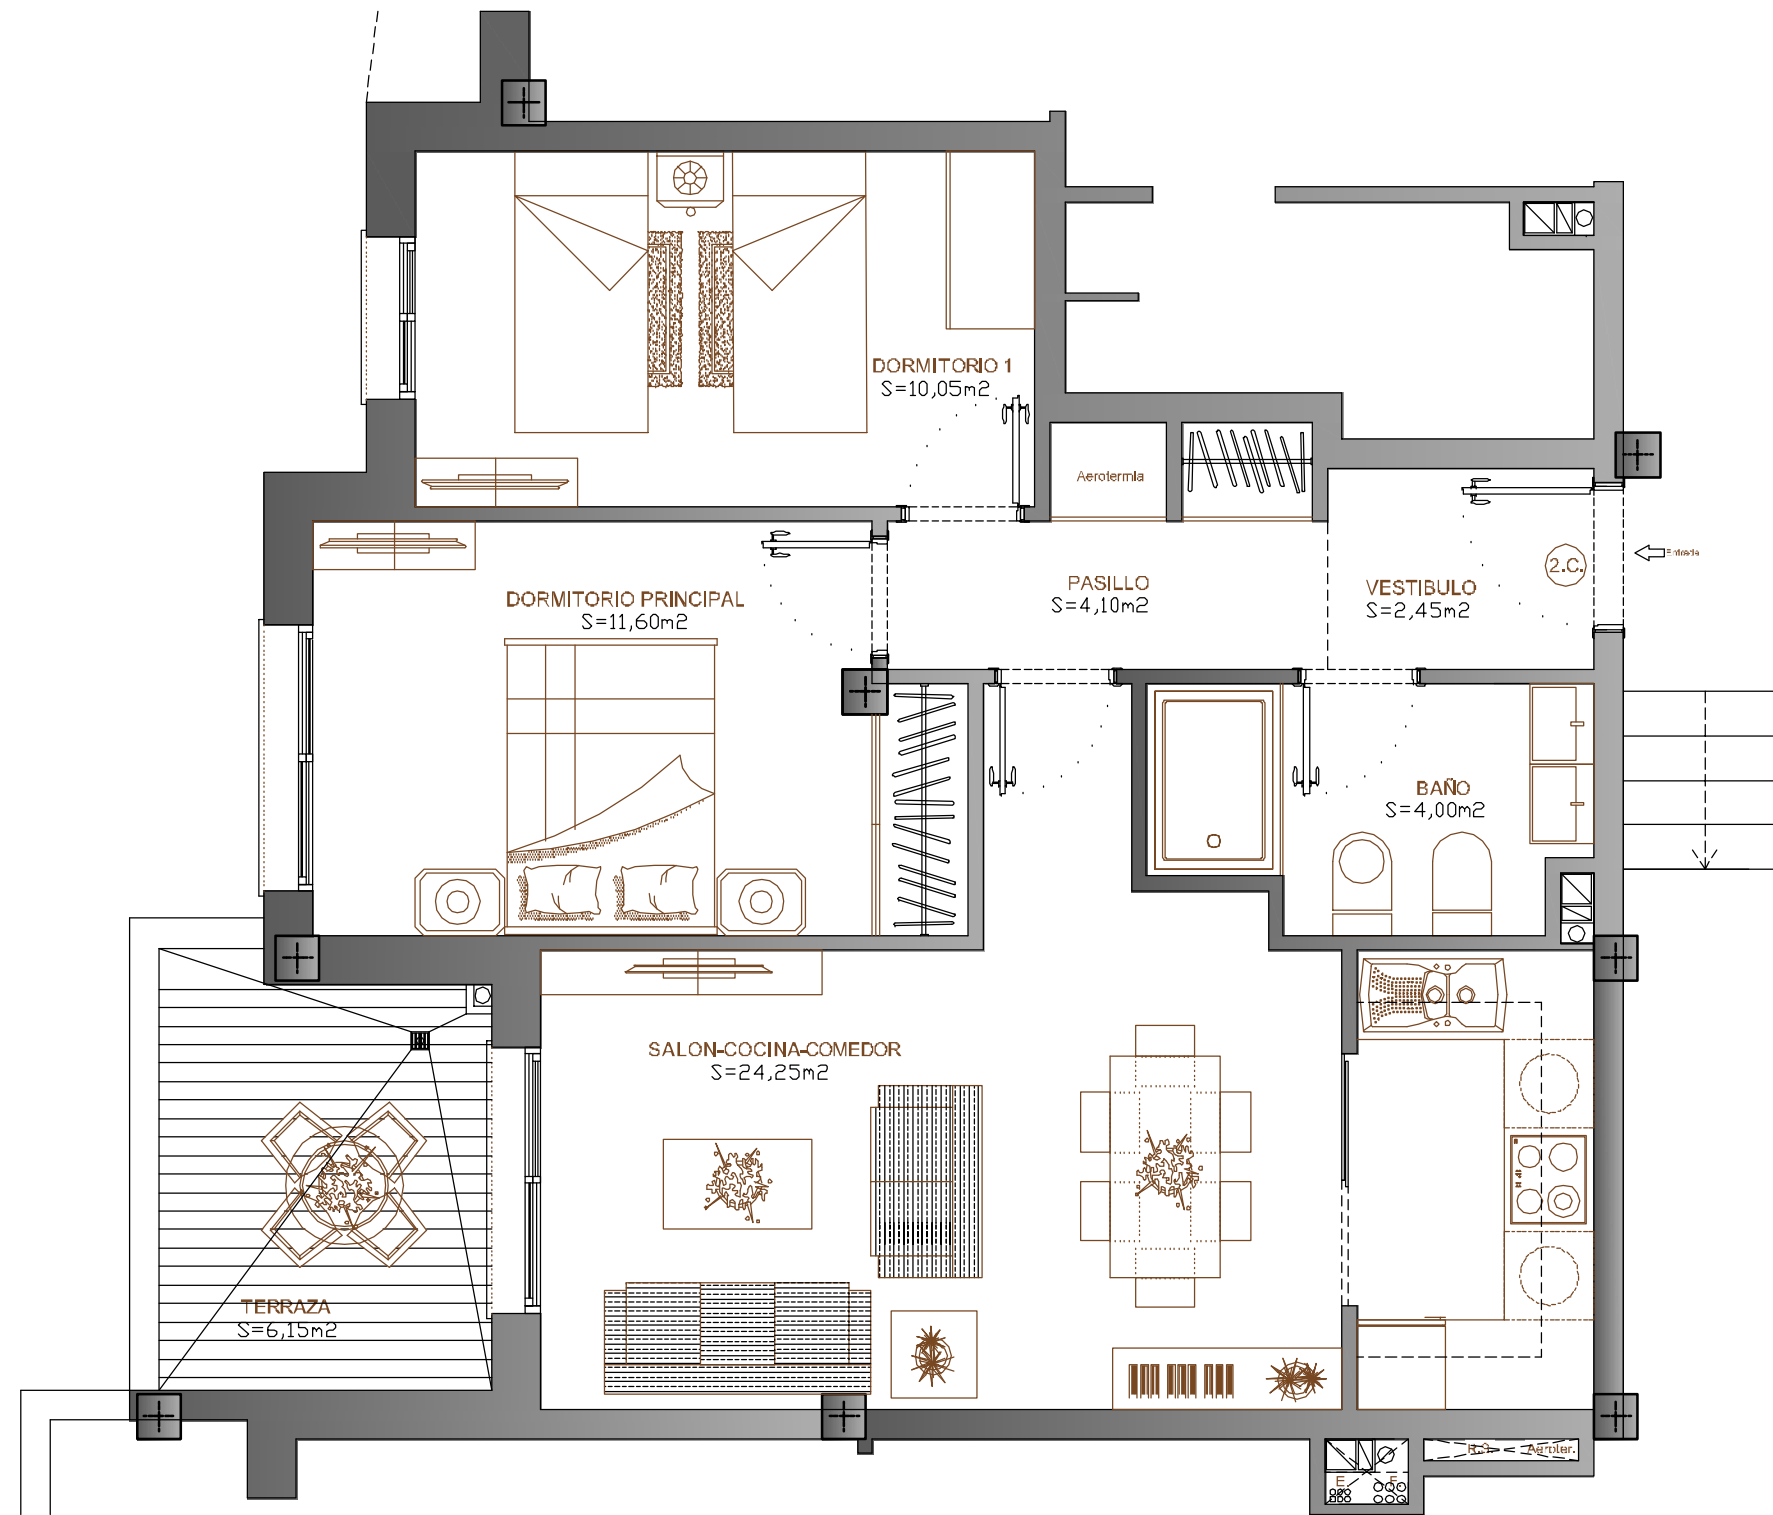 DORMITORIO 1
S=10,05m2
Aerotermia
Entrada
2.C.
PASILLO
S=4,10m2
VESTIBULO
S=2,45m2
DORMITORIO PRINCIPAL
S=11,60m2
BAÑO
S=4,00m2
SALON-COCINA-COMEDOR
S=24,25m2
TERRAZA
S=6,15m2
R.S. Aeroter.
E F